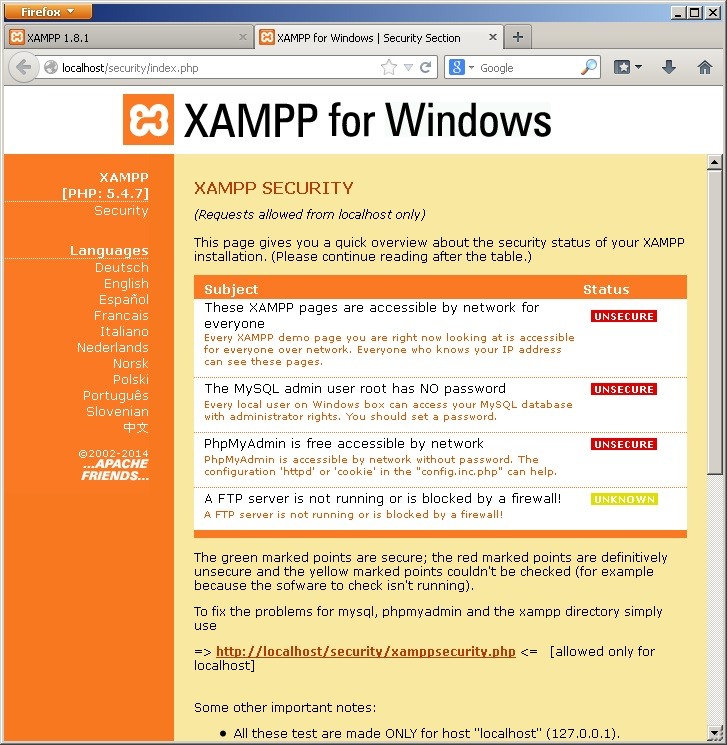 Firefox
XAMPP 1.8.1
XAMPP for Windows | Security Section
localhost/security/index.php
Google
XAMPP for Windows
XAMPP
[PHP: 5.4.7]
Security
Languages
Deutsch
English
Español
Francais
Italiano
Nederlands
Norsk
Polski
Português
Slovenian
中文
©2002-2014
...APACHE
FRIENDS...
XAMPP SECURITY
(Requests allowed from localhost only)
This page gives you a quick overview about the security status of your XAMPP
installation. (Please continue reading after the table.)
Subject Status
These XAMPP pages are accessible by network for
everyone
UNSECURE
Every XAMPP demo page you are right now looking at is accessible
for everyone over network. Everyone who knows your IP address
can see these pages.
The MySQL admin user root has NO password UNSECURE
Every local user on Windows box can access your MySQL database
with administrator rights. You should set a password.
PhpMyAdmin is free accessible by network UNSECURE
PhpMyAdmin is accessible by network without password. The
configuration 'httpd' or 'cookie' in the "config.inc.php" can help.
A FTP server is not running or is blocked by a firewall! UNKNOWN
A FTP server is not running or is blocked by a firewall!
The green marked points are secure; the red marked points are definitively
unsecure and the yellow marked points couldn't be checked (for example
because the sofware to check isn't running).
To fix the problems for mysql, phpmyadmin and the xampp directory simply
use
=> http://localhost/security/xamppsecurity.php <= [allowed only for
localhost]
Some other important notes:
• All these test are made ONLY for host "localhost" (127.0.0.1).